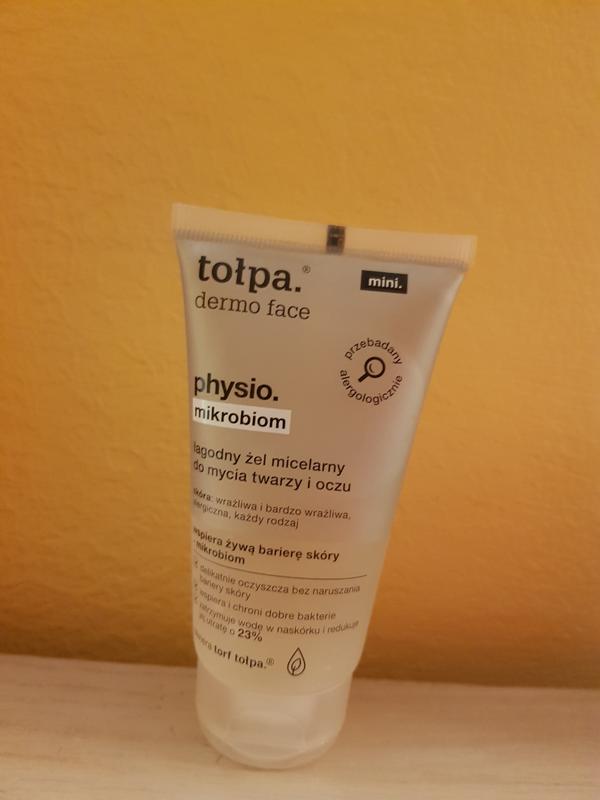 tołpa.®
dermo face
mini.
przebadany
alergologicznie
physio.
mikrobiom
łagodny żel micelarny
do mycia twarzy i oczu
skóra: wrażliwa i bardzo wrażliwa,
alergiczna, każdy rodzaj
wspiera żywą barierę skóry
mikrobiom
delikatnie oczyszcza bez naruszania
bariery skóry
wspiera i chroni dobre bakterie
zatrzymuje wodę w naskórku i redukuje
jej utratę o 23%
zawiera torf tołpa.®